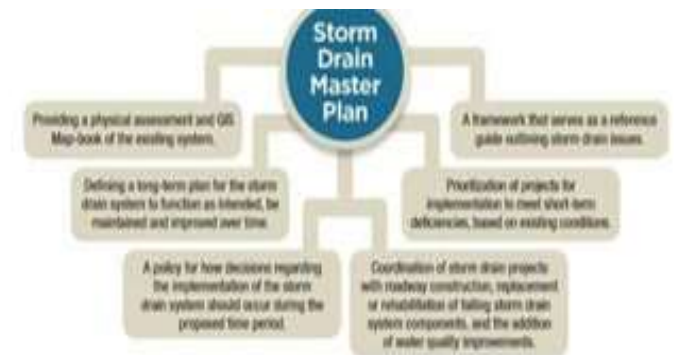 Storm
Drain
Master
Plan
Providing a physical assessment and GIS
Map-book of the existing system.
A framework that serves as a reference
guide outlining storm drain issues.
Defining a long-term plan for the storm
drain system to function as intended, be
maintained and improved over time.
Prioritization of projects for
implementation to meet short-term
deficiencies, based on existing conditions.
A policy for how decisions regarding
the implementation of the storm
drain system should occur during the
proposed time period.
Coordination of storm drain projects
with roadway construction, replacement
or rehabilitation of failing storm drain
system components, and the addition
of water quality improvements.